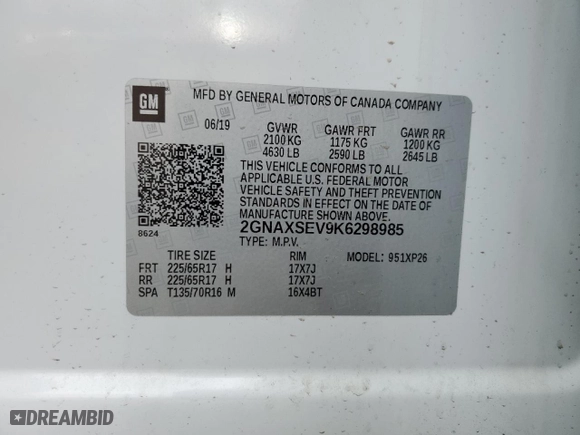 GM
MFD BY GENERAL MOTORS OF CANADA COMPANY
06/19 GVWR GAWR FRT GAWR RR
2100 KG 1175 KG 1200 KG
4630 LB 2590 LB 2645 LB
THIS VEHICLE CONFORMS TO ALL
APPLICABLE U.S. FEDERAL MOTOR
VEHICLE SAFETY AND THEFT PREVENTION
STANDARDS IN EFFECT ON THE DATE OF
MANUFACTURE SHOWN ABOVE.
8624
2GNAXSEV9K6298985
TYPE: M.P.V. MODEL: 951XP26
TIRE SIZE RIM
FRT 225/65R17 H 17X7J
RR 225/65R17 H 17X7J
SPA T135/70R16 M 16X4BT
DREAMBID